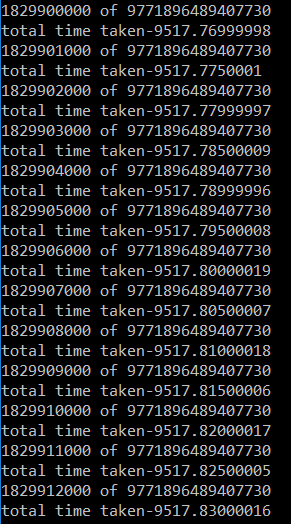 1829900000 of 9771896489407730
total time taken-9517.76999998
1829901000 of 9771896489407730
total time taken-9517.7750001
1829902000 of 9771896489407730
total time taken-9517.77999997
1829903000 of 9771896489407730
total time taken-9517.78500009
1829904000 of 9771896489407730
total time taken-9517.78999996
1829905000 of 9771896489407730
total time taken-9517.79500008
1829906000 of 9771896489407730
total time taken-9517.80000019
1829907000 of 9771896489407730
total time taken-9517.80500007
1829908000 of 9771896489407730
total time taken-9517.81000018
1829909000 of 9771896489407730
total time taken-9517.81500006
1829910000 of 9771896489407730
total time taken-9517.82000017
1829911000 of 9771896489407730
total time taken-9517.82500005
1829912000 of 9771896489407730
total time taken-9517.83000016